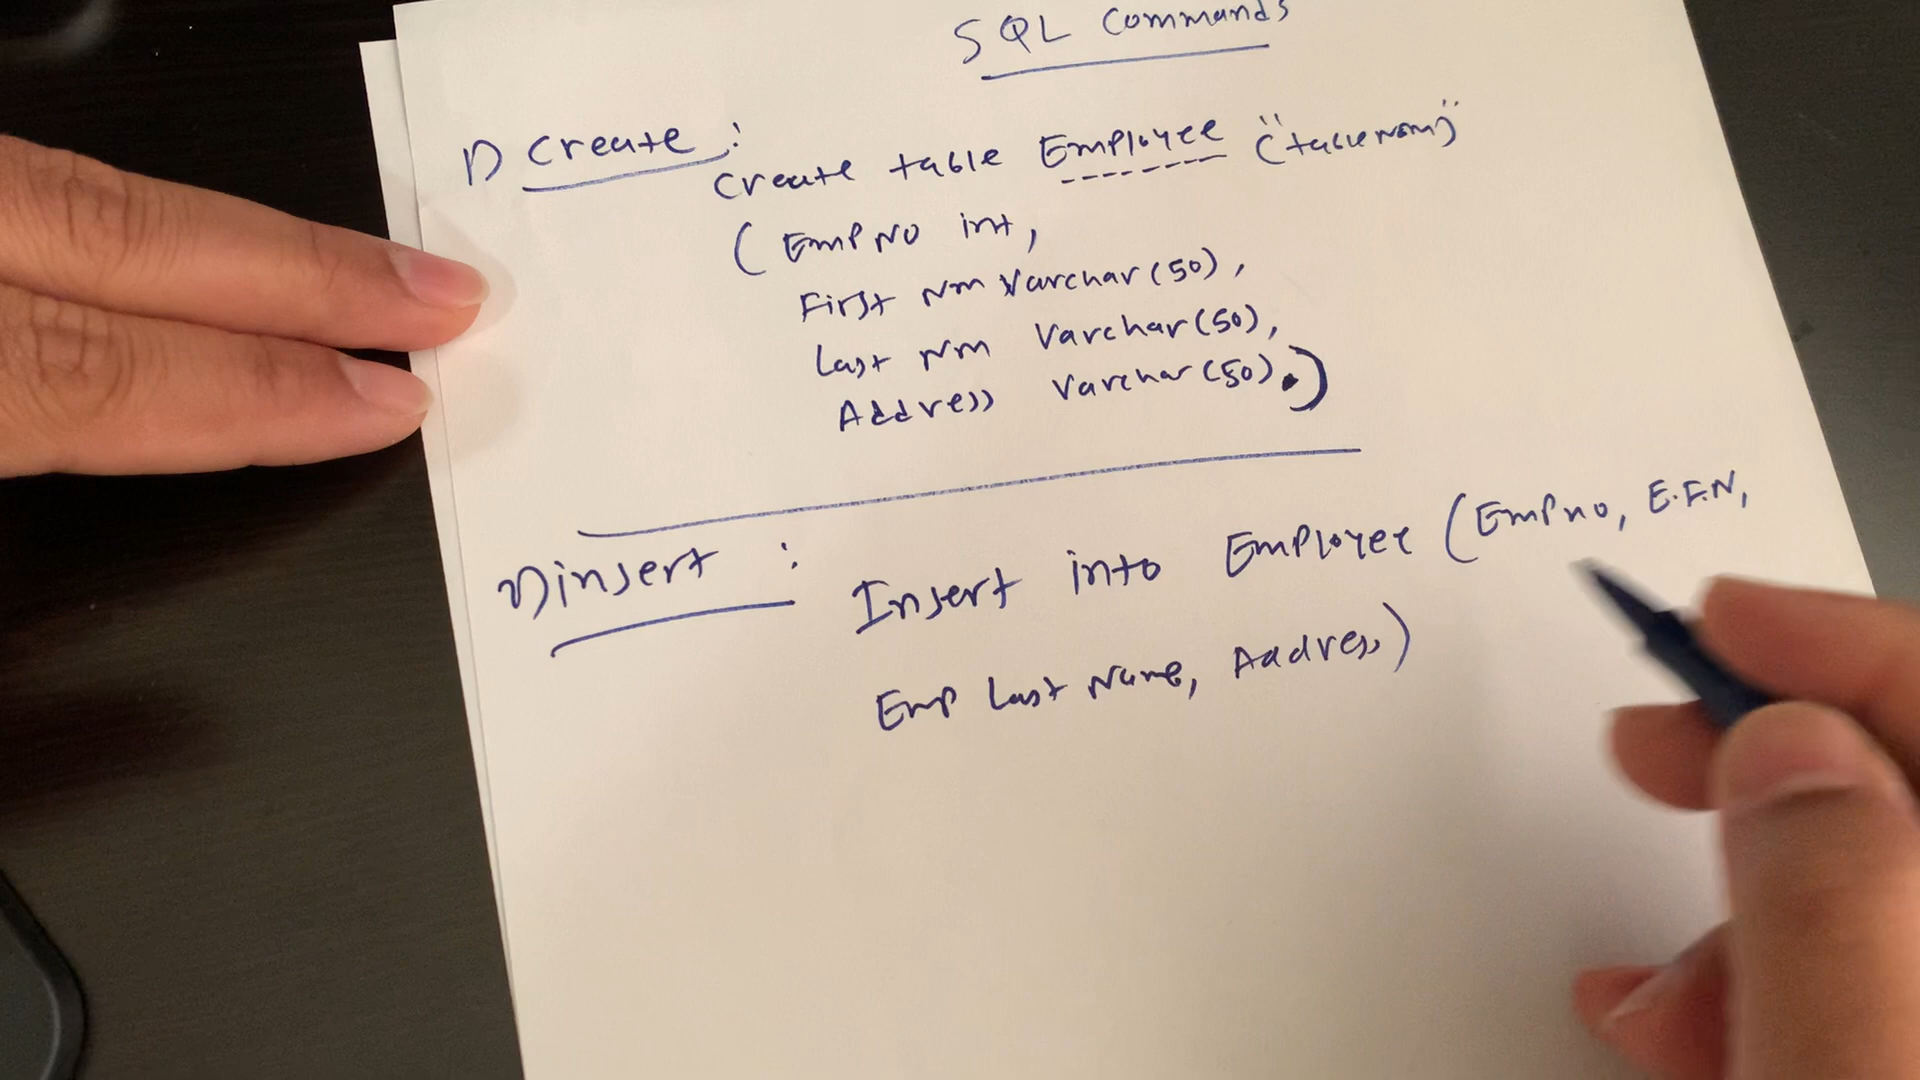 SQL Commands
1) Create :
Create table Employee "(tablenam)"
(EmpNo int,
First Nm Varchar(50),
Last Nm Varchar(50),
Address Varchar(50).)
2) insert : Insert into Employee (Empno, E.F.N,
Emp Last Name, Address)